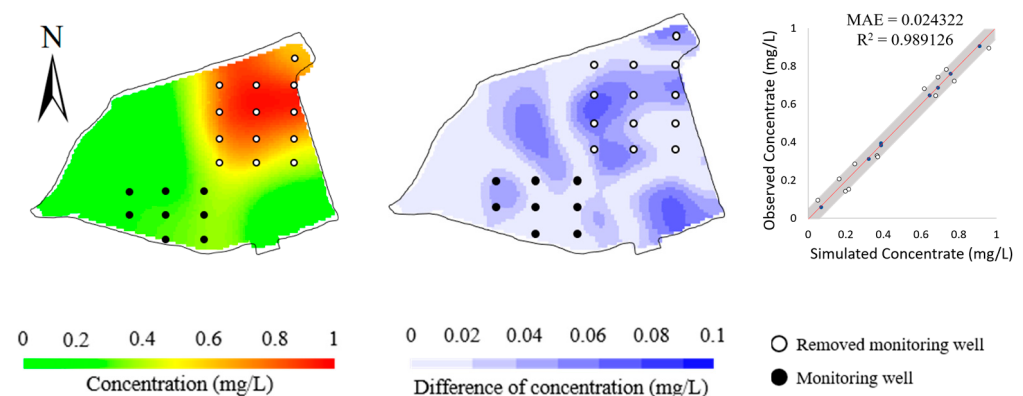 N
MAE = 0.024322
R² = 0.989126
Observed Concentrate (mg/L)
1
0.8
0.6
0.4
0.2
0
0 0.2 0.4 0.6 0.8 1
Simulated Concentrate (mg/L)
0 0.2 0.4 0.6 0.8 1
Concentration (mg/L)
0 0.02 0.04 0.06 0.08 0.1
Difference of concentration (mg/L)
Removed monitoring well
Monitoring well